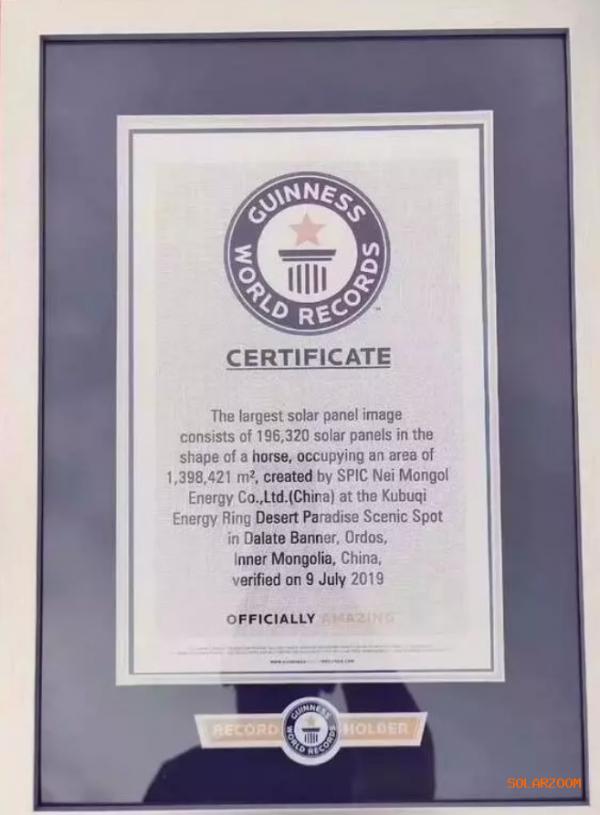 GUINNESS
WORLD RECORDS
™
CERTIFICATE
The largest solar panel image
consists of 196,320 solar panels in the
shape of a horse, occupying an area of
1,398,421 m², created by SPIC Nei Mongol
Energy Co.,Ltd.(China) at the Kubuqi
Energy Ring Desert Paradise Scenic Spot
in Dalate Banner, Ordos,
Inner Mongolia, China,
verified on 9 July 2019
OFFICIALLY AMAZING
RECORD HOLDER
GUINNESS
WORLD RECORDS
SOLARZOOM